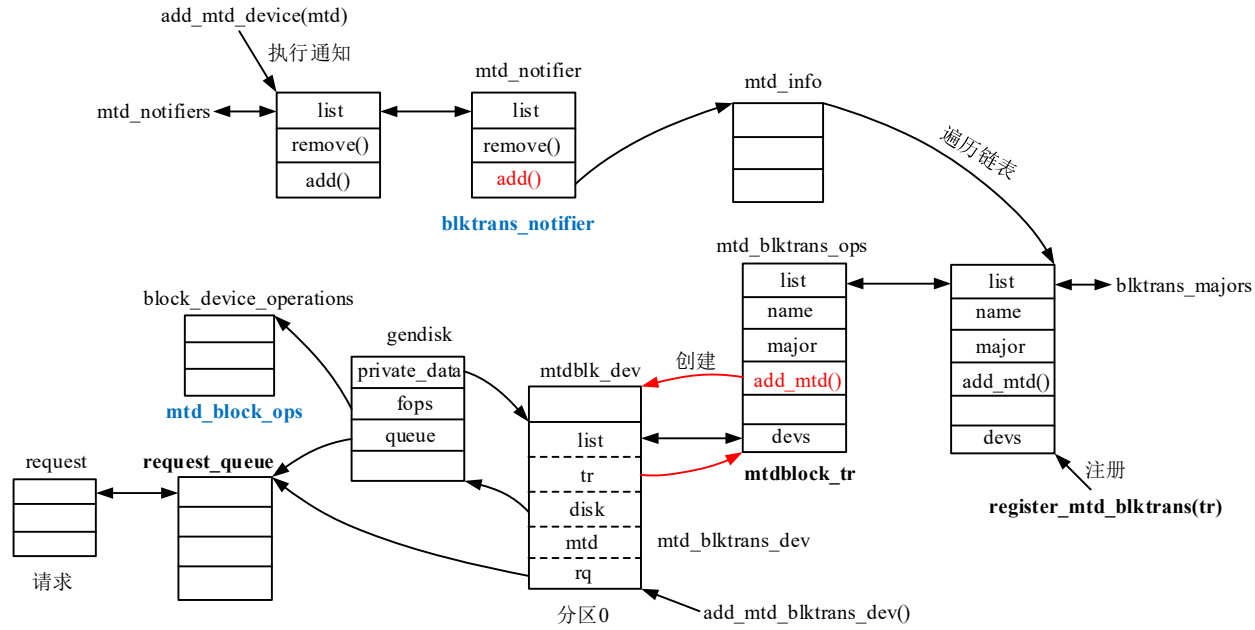 add_mtd_device(mtd)
执行通知
mtd_notifier
mtd_info
mtd_notifiers
list
remove()
add()
list
remove()
add()
blktrans_notifier
遍历链表
mtd_blktrans_ops
list
name
major
add_mtd()
devs
mtdblock_tr
list
name
major
add_mtd()
devs
blktrans_majors
注册
register_mtd_blktrans(tr)
block_device_operations
mtd_block_ops
gendisk
private_data
fops
queue
创建
mtdblk_dev
list
tr
disk
mtd
rq
mtd_blktrans_dev
分区0
add_mtd_blktrans_dev()
request
request_queue
请求